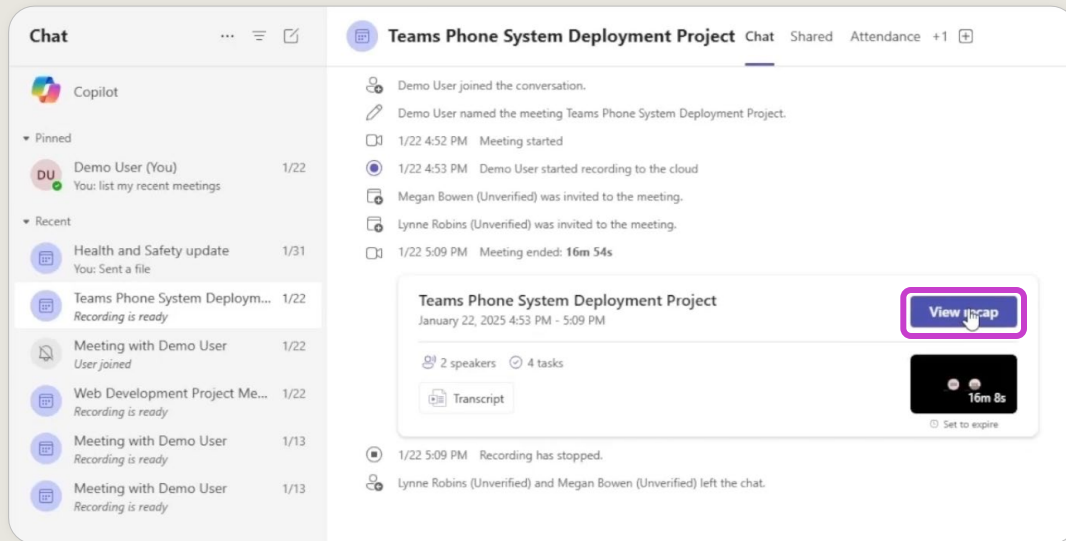 Chat
Copilot
Pinned
DU
Demo User (You) 1/22
You: list my recent meetings
Recent
Health and Safety update 1/31
You: Sent a file
Teams Phone System Deploym... 1/22
Recording is ready
Meeting with Demo User 1/22
User joined
Web Development Project Me... 1/22
Recording is ready
Meeting with Demo User 1/13
Recording is ready
Meeting with Demo User 1/13
Recording is ready
Teams Phone System Deployment Project Chat Shared Attendance +1
Demo User joined the conversation.
Demo User named the meeting Teams Phone System Deployment Project.
1/22 4:52 PM Meeting started
1/22 4:53 PM Demo User started recording to the cloud
Megan Bowen (Unverified) was invited to the meeting.
Lynne Robins (Unverified) was invited to the meeting.
1/22 5:09 PM Meeting ended: 16m 54s
Teams Phone System Deployment Project
January 22, 2025 4:53 PM - 5:09 PM
View recap
2 speakers 4 tasks
Transcript
16m 8s
Set to expire
1/22 5:09 PM Recording has stopped.
Lynne Robins (Unverified) and Megan Bowen (Unverified) left the chat.